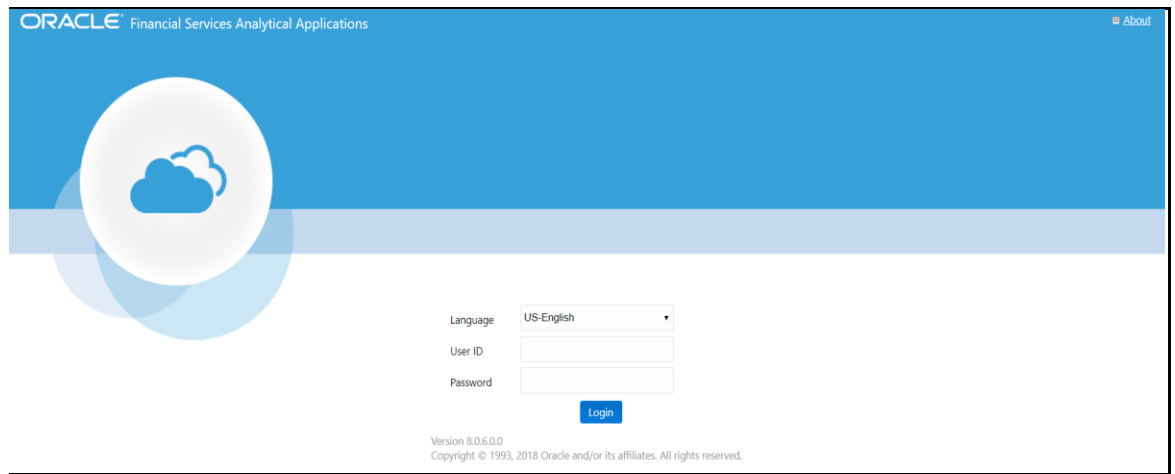 ORACLE® Financial Services Analytical Applications
About
Language US-English
User ID
Password
Login
Version 8.0.6.0.0
Copyright © 1993, 2018 Oracle and/or its affiliates. All rights reserved.